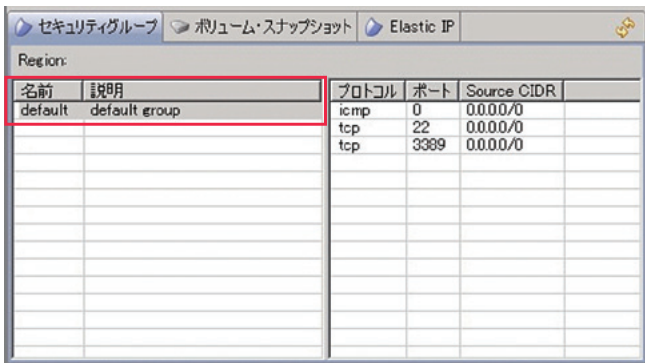 セキュリティグループ ボリューム・スナップショット Elastic IP
Region:
名前 説明 プロトコル ポート Source CIDR
default default group icmp 0 0.0.0.0/0
tcp 22 0.0.0.0/0
tcp 3389 0.0.0.0/0